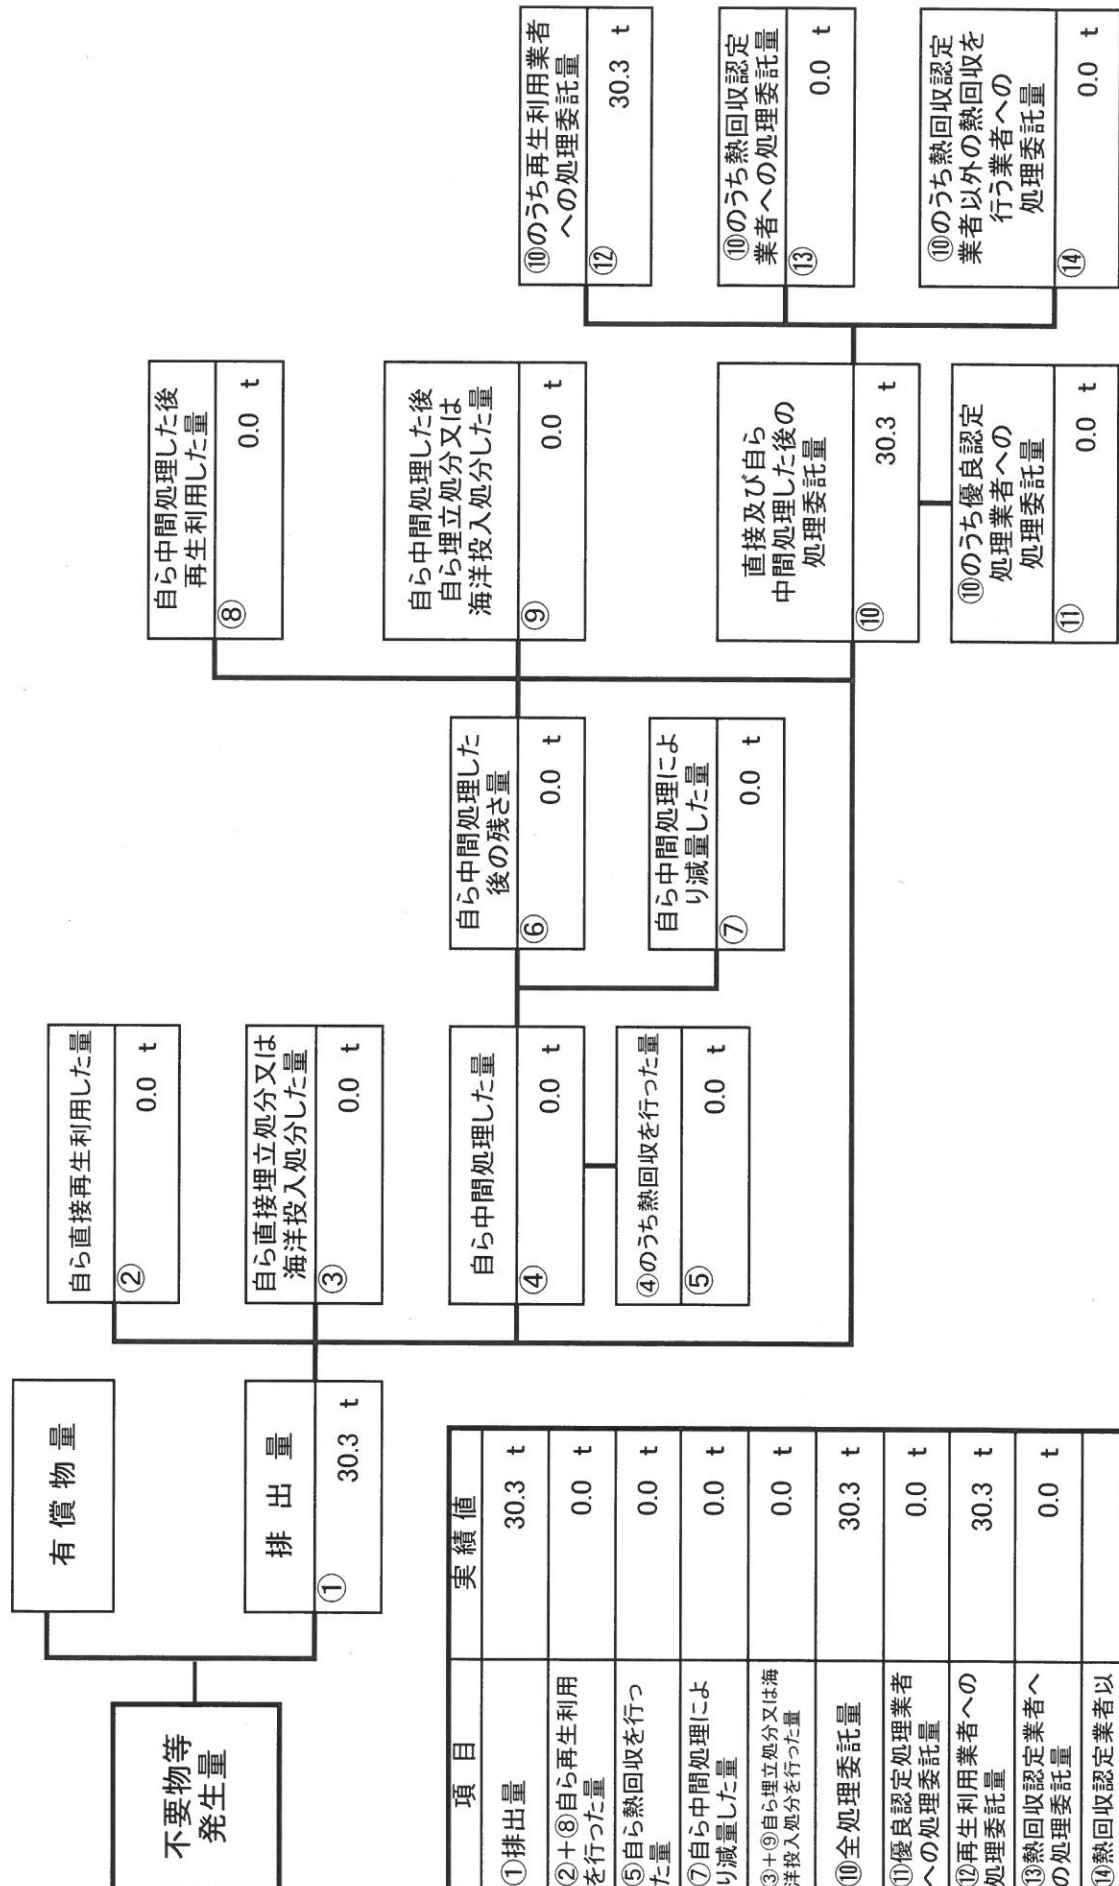 不要物等
発生量
有償物量
排出量
①
30.3 t
自ら直接再生利用した量
②
0.0 t
自ら直接埋立処分又は
海洋投入処分した量
③
0.0 t
自ら中間処理した量
④
0.0 t
④のうち熱回収を行った量
⑤
0.0 t
自ら中間処理した
後の残さ量
⑥
0.0 t
自ら中間処理によ
り減量した量
⑦
0.0 t
自ら中間処理した後
再生利用した量
⑧
0.0 t
自ら中間処理した後
自ら埋立処分又は
海洋投入処分した量
⑨
0.0 t
直接及び自ら
中間処理した後の
処理委託量
⑩
30.3 t
⑩のうち優良認定
処理業者への
処理委託量
⑪
0.0 t
⑩のうち再生利用業者
への処理委託量
⑫
30.3 t
⑩のうち熱回収認定
業者への処理委託量
⑬
0.0 t
⑩のうち熱回収認定
業者以外の熱回収を
行う業者への
処理委託量
⑭
0.0 t
項目 実績値
①排出量 30.3 t
②+⑧自ら再生利用
を行った量
0.0 t
⑤自ら熱回収を行っ
た量
0.0 t
⑦自ら中間処理によ
り減量した量
0.0 t
③+⑨自ら埋立処分又は海
洋投入処分を行った量
0.0 t
⑩全処理委託量 30.3 t
⑪優良認定処理業者
への処理委託量
0.0 t
⑫再生利用業者への
処理委託量
30.3 t
⑬熱回収認定業者へ
の処理委託量
0.0 t
⑭熱回収認定業者以